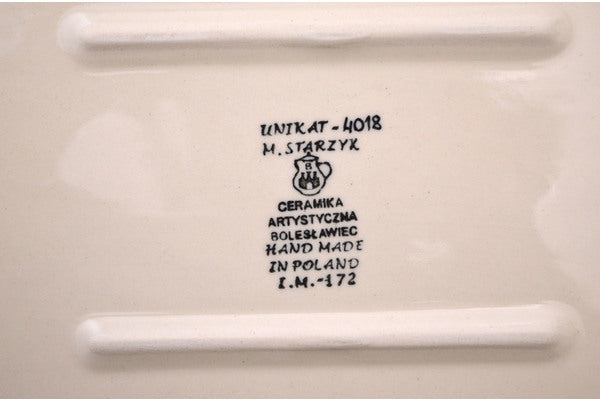 UNIKAT-4018
M. STARZYK
B
CERAMIKA
ARTYSTYCZNA
BOLESŁAWIEC
HAND MADE
IN POLAND
I.M.-172